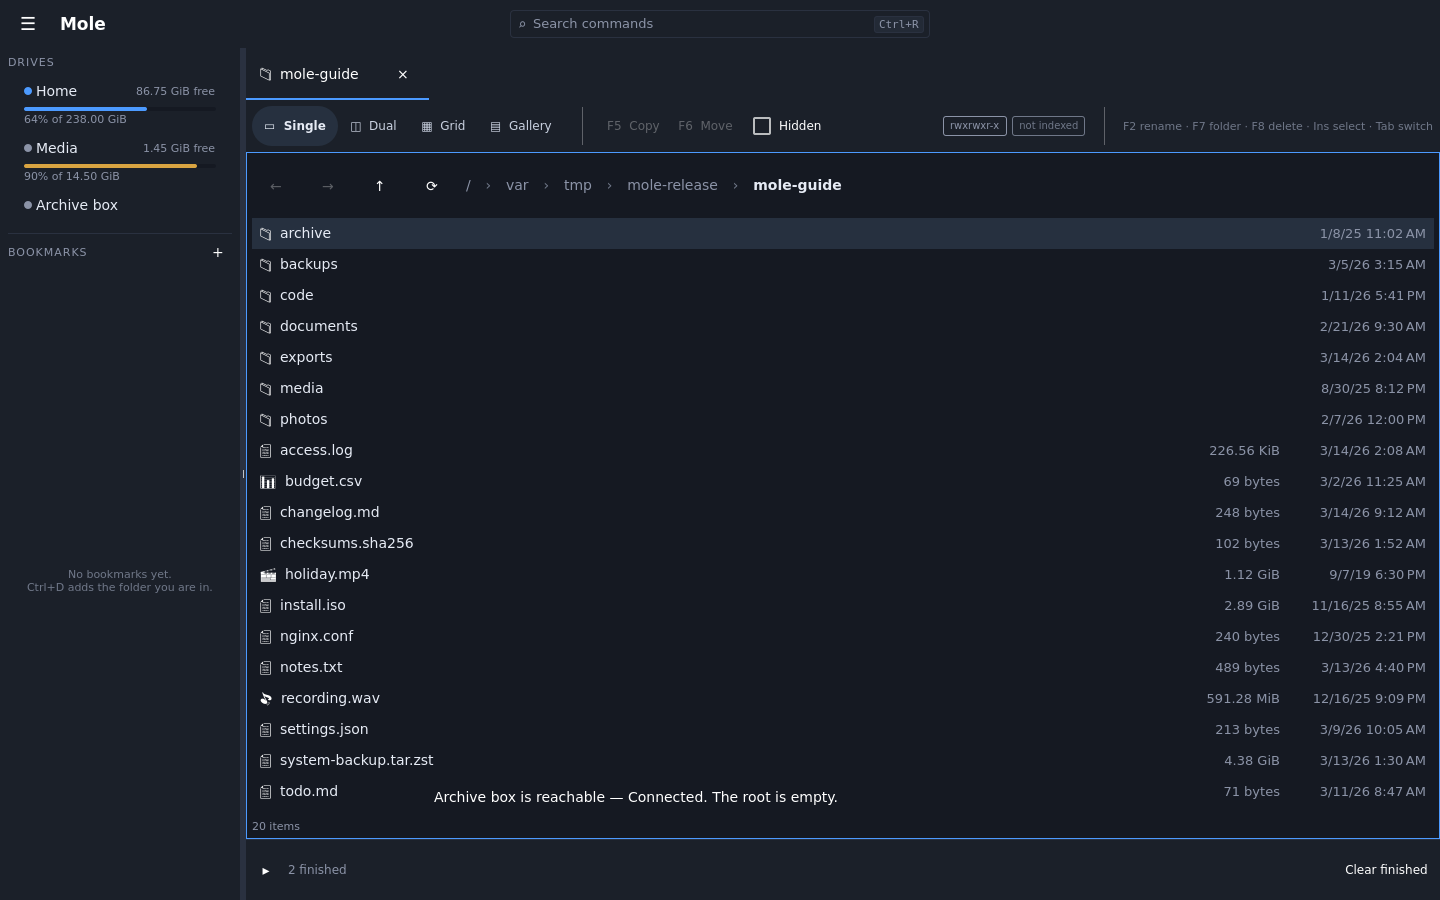 Mole
Search commands Ctrl+R
DRIVES
Home 86.75 GiB free
64% of 238.00 GiB
Media 1.45 GiB free
90% of 14.50 GiB
Archive box
BOOKMARKS +
No bookmarks yet.
Ctrl+D adds the folder you are in.
mole-guide ×
Single Dual Grid Gallery F5 Copy F6 Move Hidden rwxrwxr-x not indexed F2 rename · F7 folder · F8 delete · Ins select · Tab switch
← → ↑ ⟳ / › var › tmp › mole-release › mole-guide
archive 1/8/25 11:02 AM
backups 3/5/26 3:15 AM
code 1/11/26 5:41 PM
documents 2/21/26 9:30 AM
exports 3/14/26 2:04 AM
media 8/30/25 8:12 PM
photos 2/7/26 12:00 PM
access.log 226.56 KiB 3/14/26 2:08 AM
budget.csv 69 bytes 3/2/26 11:25 AM
changelog.md 248 bytes 3/14/26 9:12 AM
checksums.sha256 102 bytes 3/13/26 1:52 AM
holiday.mp4 1.12 GiB 9/7/19 6:30 PM
install.iso 2.89 GiB 11/16/25 8:55 AM
nginx.conf 240 bytes 12/30/25 2:21 PM
notes.txt 489 bytes 3/13/26 4:40 PM
recording.wav 591.28 MiB 12/16/25 9:09 PM
settings.json 213 bytes 3/9/26 10:05 AM
system-backup.tar.zst 4.38 GiB 3/13/26 1:30 AM
todo.md 71 bytes 3/11/26 8:47 AM
Archive box is reachable — Connected. The root is empty.
20 items
2 finished Clear finished